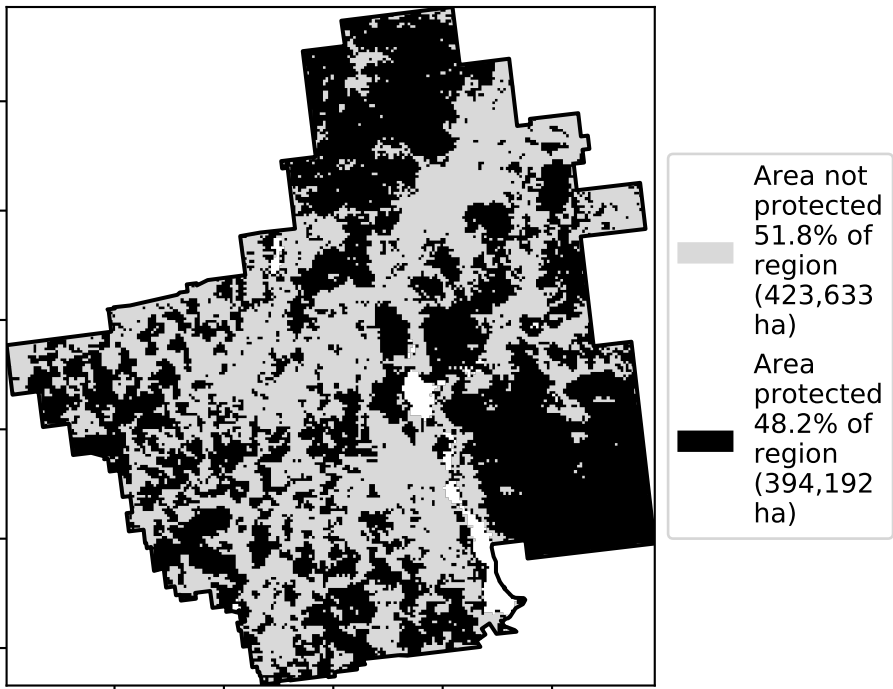 Area not
protected
51.8% of
region
(423,633
ha)
Area
protected
48.2% of
region
(394,192
ha)